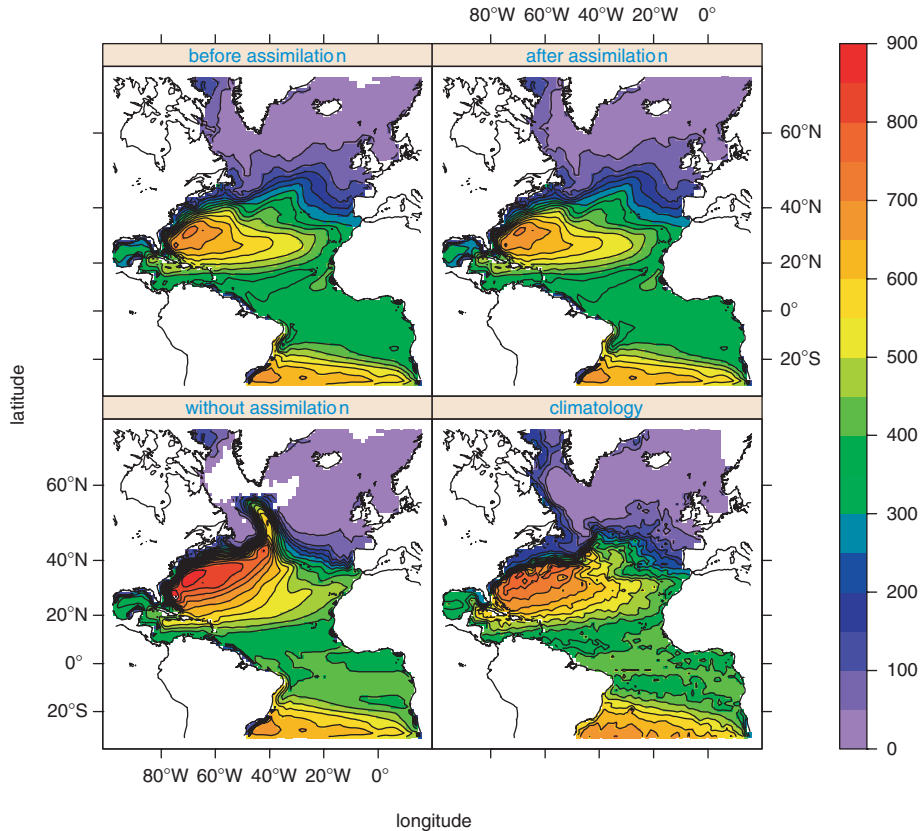 80°W 60°W 40°W 20°W 0°
before assimilation
after assimilation
900
800
700
600
500
400
300
200
100
0
60°N
40°N
20°N
0°
20°S
latitude
without assimilation
climatology
60°N
40°N
20°N
0°
20°S
80°W 60°W 40°W 20°W 0°
longitude